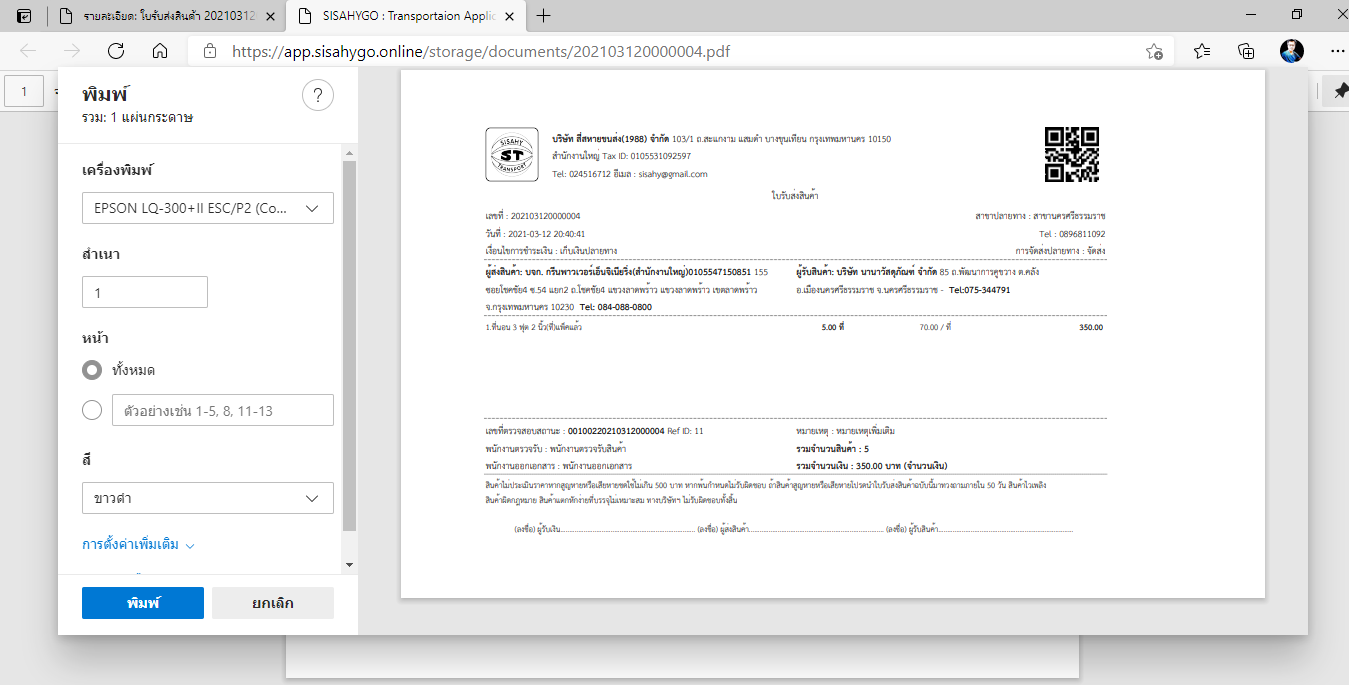 รายละเอียด: ใบรับส่งสินค้า 20210312
SISAHYGO : Transportaion Applic
https://app.sisahygo.online/storage/documents/202103120000004.pdf
1
พิมพ์
รวม: 1 แผ่นกระดาษ
?
เครื่องพิมพ์
EPSON LQ-300+II ESC/P2 (Co...
สำเนา
1
หน้า
ทั้งหมด
ตัวอย่างเช่น 1-5, 8, 11-13
สี
ขาวดำ
การตั้งค่าเพิ่มเติม
พิมพ์
ยกเลิก
SISAHY
ST
TRANSPORT
บริษัท สี่สหายขนส่ง(1988) จำกัด 103/1 ถ.สะแกงาม แสมดำ บางขุนเทียน กรุงเทพมหานคร 10150
สำนักงานใหญ่ Tax ID: 0105531092597
Tel: 024516712 อีเมล : sisahy@gmail.com
ใบรับส่งสินค้า
เลขที่ : 202103120000004
สาขาปลายทาง : สาขานครศรีธรรมราช
วันที่ : 2021-03-12 20:40:41
Tel : 0896811092
เงื่อนไขการชำระเงิน : เก็บเงินปลายทาง
การจัดส่งปลายทาง : จัดส่ง
ผู้ส่งสินค้า: บจก. กรีนพาวเวอร์เอ็นจิเนียริ่ง(สำนักงานใหญ่)0105547150851 155
ซอยโชคชัย4 ซ.54 แยก2 ถ.โชคชัย4 แขวงลาดพร้าว แขวงลาดพร้าว เขตลาดพร้าว
จ.กรุงเทพมหานคร 10230 Tel: 084-088-0800
ผู้รับสินค้า: บริษัท นานาวัสดุภัณฑ์ จำกัด 85 ถ.พัฒนาการคูขวาง ต.คลัง
อ.เมืองนครศรีธรรมราช จ.นครศรีธรรมราช - Tel:075-344791
1.ที่นอน 3 ฟุต 2 นิ้ว(ที่)แพ็คแล้ว 5.00 ที่ 70.00 / ที่ 350.00
เลขที่ตรวจสอบสถานะ : 00100220210312000004 Ref ID: 11
หมายเหตุ : หมายเหตุเพิ่มเติม
พนักงานตรวจรับ : พนักงานตรวจรับสินค้า
รวมจำนวนสินค้า : 5
พนักงานออกเอกสาร : พนักงานออกเอกสาร
รวมจำนวนเงิน : 350.00 บาท (จำนวนเงิน)
สินค้าไม่ประเมินราคาหากสูญหายหรือเสียหายชดใช้ไม่เกิน 500 บาท หากพ้นกำหนดไม่รับผิดชอบ ถ้าสินค้าสูญหายหรือเสียหายโปรดนำใบรับส่งสินค้าฉบับนี้มาทวงถามภายใน 50 วัน สินค้าไวเพลิง
สินค้าผิดกฎหมาย สินค้าแตกหักง่ายที่บรรจุไม่เหมาะสม ทางบริษัทฯ ไม่รับผิดชอบทั้งสิ้น
(ลงชื่อ) ผู้รับเงิน........................................ (ลงชื่อ) ผู้ส่งสินค้า........................................ (ลงชื่อ) ผู้รับสินค้า........................................